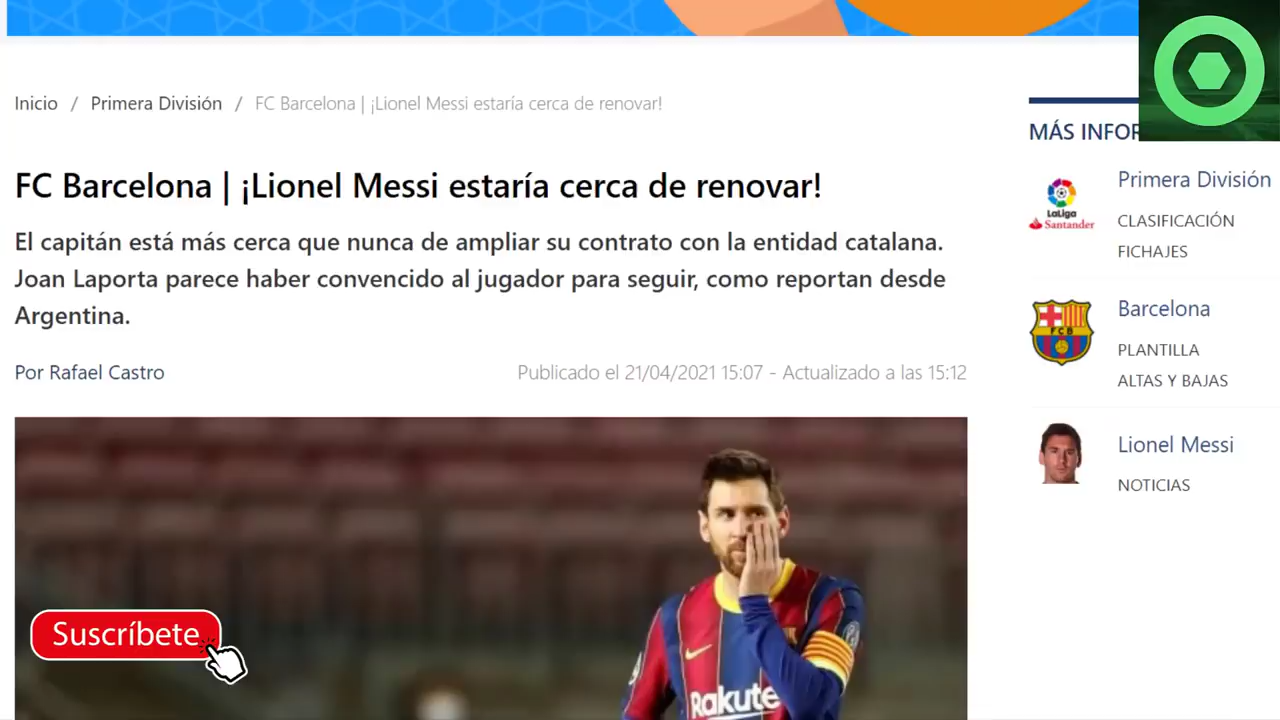 Inicio / Primera División / FC Barcelona | ¡Lionel Messi estaría cerca de renovar!
FC Barcelona | ¡Lionel Messi estaría cerca de renovar!
El capitán está más cerca que nunca de ampliar su contrato con la entidad catalana.
Joan Laporta parece haber convencido al jugador para seguir, como reportan desde
Argentina.
Por Rafael Castro
Publicado el 21/04/2021 15:07 - Actualizado a las 15:12
Suscríbete
Rakute
MÁS INFOR
LaLiga
Santander
Primera División
CLASIFICACIÓN
FICHAJES
FCB
Barcelona
PLANTILLA
ALTAS Y BAJAS
Lionel Messi
NOTICIAS